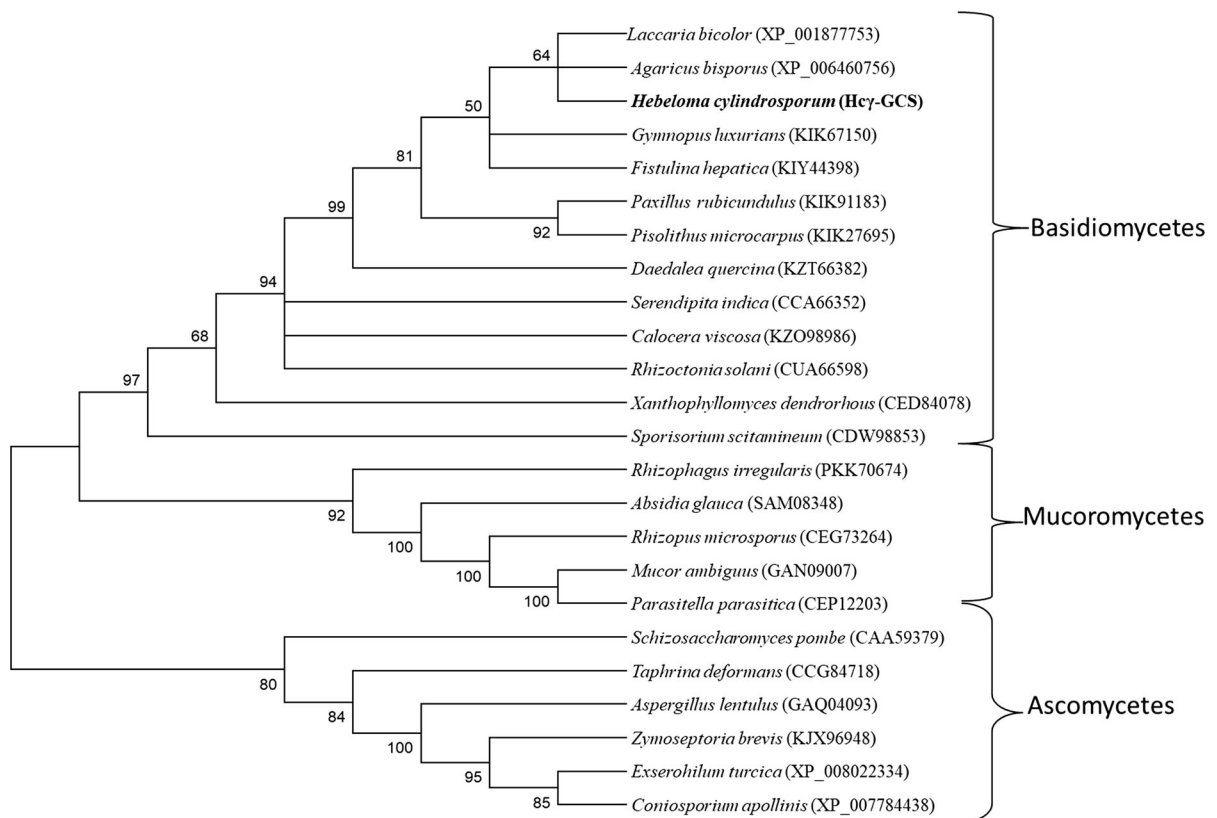 Laccaria bicolor (XP_001877753)
64
Agaricus bisporus (XP_006460756)
Hebeloma cylindrosporum (Hcγ-GCS)
50
Gymnopus luxurians (KIK67150)
81
Fistulina hepatica (KIY44398)
Paxillus rubicundulus (KIK91183)
99
92
Pisolithus microcarpus (KIK27695)
Basidiomycetes
Daedalea quercina (KZT66382)
94
Serendipita indica (CCA66352)
68
Calocera viscosa (KZO98986)
Rhizoctonia solani (CUA66598)
97
Xanthophyllomyces dendrorhous (CED84078)
Sporisorium scitamineum (CDW98853)
Rhizophagus irregularis (PKK70674)
92
Absidia glauca (SAM08348)
Mucoromycetes
100
Rhizopus microsporus (CEG73264)
100
Mucor ambiguus (GAN09007)
100
Parasitella parasitica (CEP12203)
Schizosaccharomyces pombe (CAA59379)
80
Taphrina deformans (CCG84718)
84
Aspergillus lentulus (GAQ04093)
Ascomycetes
100
Zymoseptoria brevis (KJX96948)
95
Exserohilum turcica (XP_008022334)
85
Coniosporium apollinis (XP_007784438)